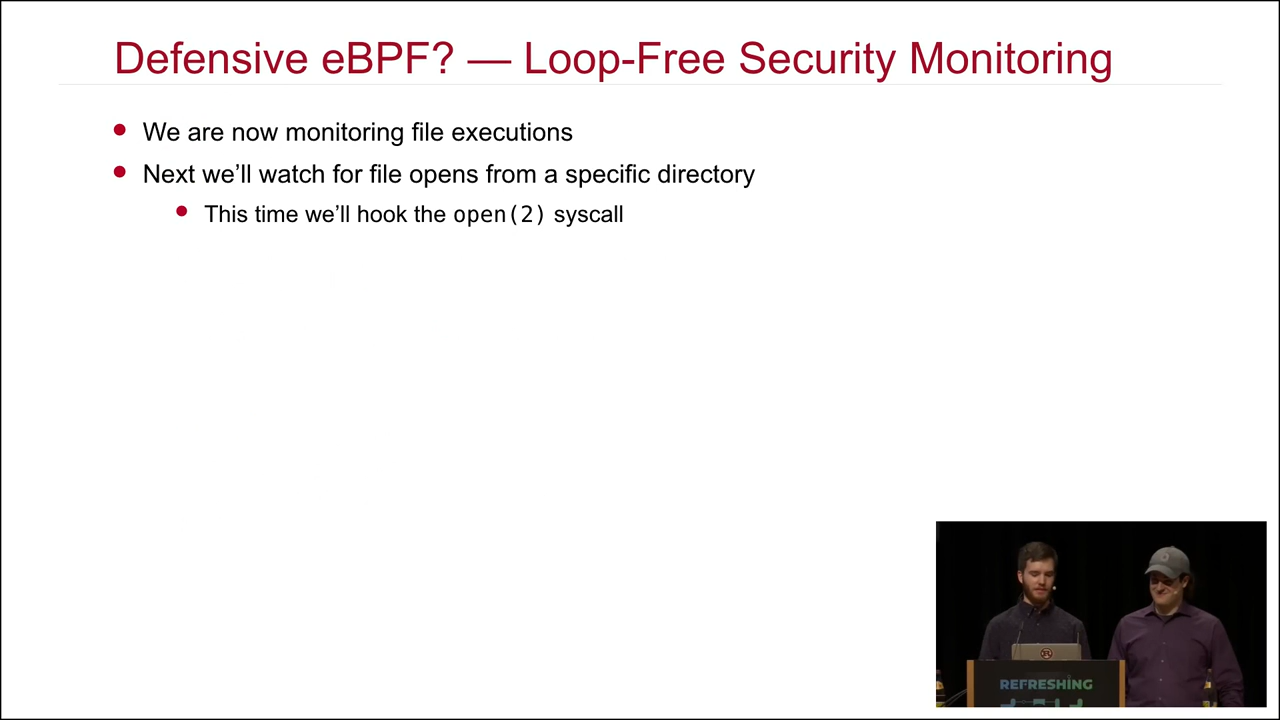 Defensive eBPF? — Loop-Free Security Monitoring
We are now monitoring file executions
Next we’ll watch for file opens from a specific directory
This time we’ll hook the open(2) syscall
REFRESHING